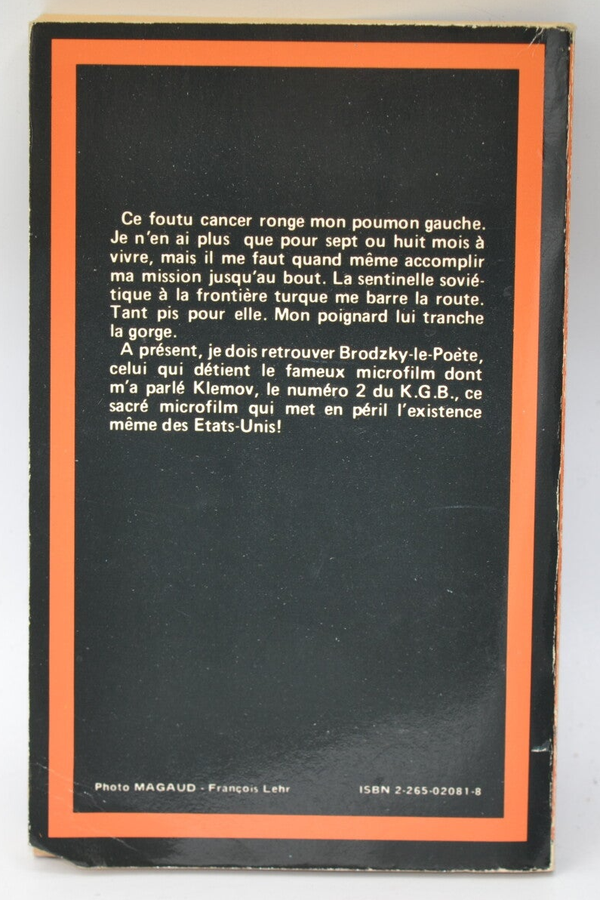 Ce foutu cancer ronge mon poumon gauche.
Je n'en ai plus que pour sept ou huit mois à
vivre, mais il me faut quand même accomplir
ma mission jusqu'au bout. La sentinelle sovié-
tique à la frontière turque me barre la route.
Tant pis pour elle. Mon poignard lui tranche
la gorge.
A présent, je dois retrouver Brodzky-le-Poète,
celui qui détient le fameux microfilm dont
m'a parlé Klemov, le numéro 2 du K.G.B., ce
sacré microfilm qui met en péril l'existence
même des Etats-Unis!
Photo MAGAUD - François Lehr
ISBN 2-265-02081-8